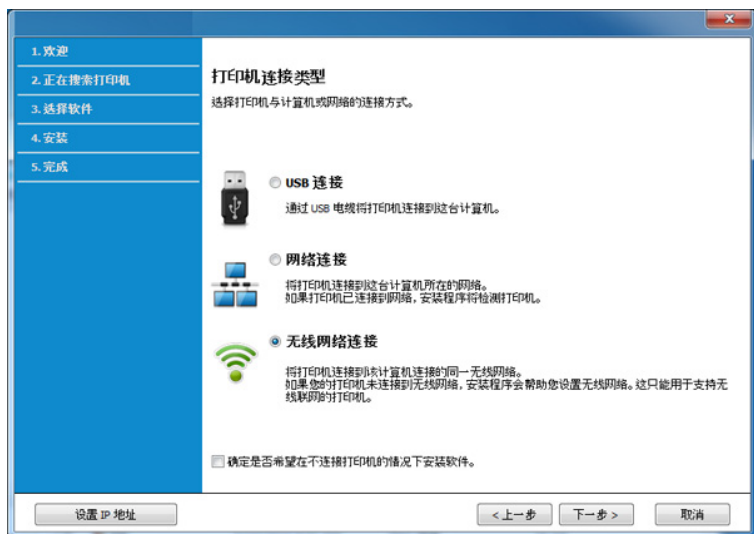 1. 欢迎
2. 正在搜索打印机
3. 选择软件
4. 安装
5. 完成
打印机连接类型
选择打印机与计算机或网络的连接方式。
USB 连接
通过 USB 电缆将打印机连接到这台计算机。
网络连接
将打印机连接到这台计算机所在的网络。
如果打印机已连接到网络，安装程序将检测打印机。
无线网络连接
将打印机连接到该计算机连接的同一无线网络。
如果您的打印机未连接到无线网络，安装程序会帮助您设置无线网络。这只能用于支持无
线联网的打印机。
确定是否希望在不连接打印机的情况下安装软件。
设置 IP 地址
<上一步
下一步>
取消